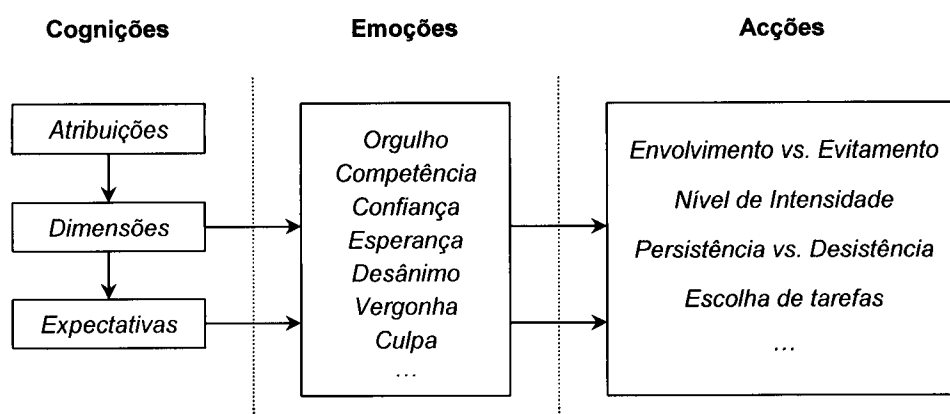 Cognições
Emoções
Acções
Atribuições
Dimensões
Expectativas
Orgulho
Competência
Confiança
Esperança
Desânimo
Vergonha
Culpa
…
Envolvimento vs. Evitamento
Nível de Intensidade
Persistência vs. Desistência
Escolha de tarefas
…